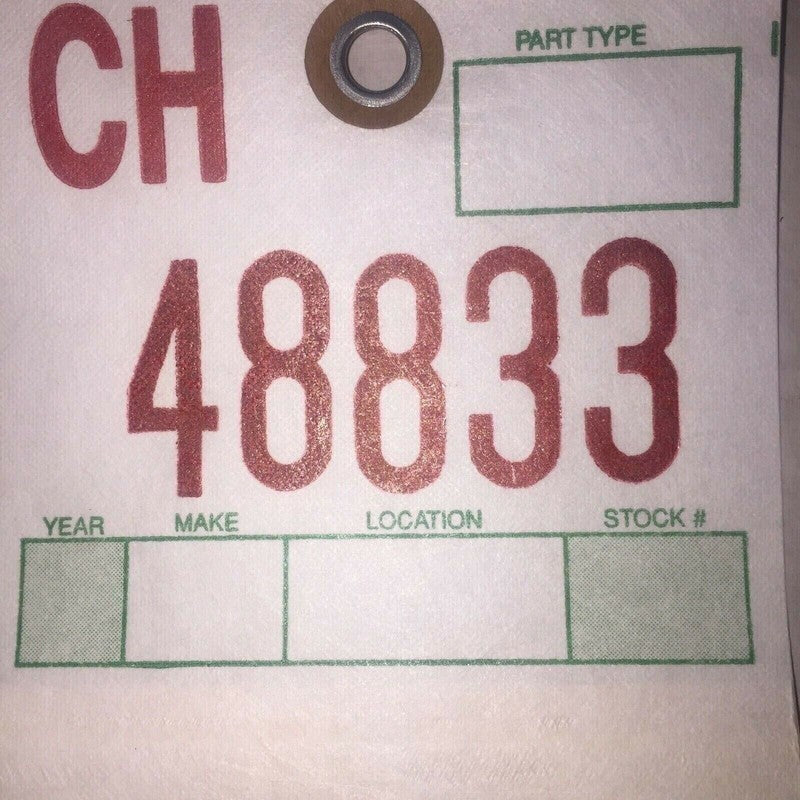 CH
PART TYPE
48833
YEAR MAKE LOCATION STOCK #